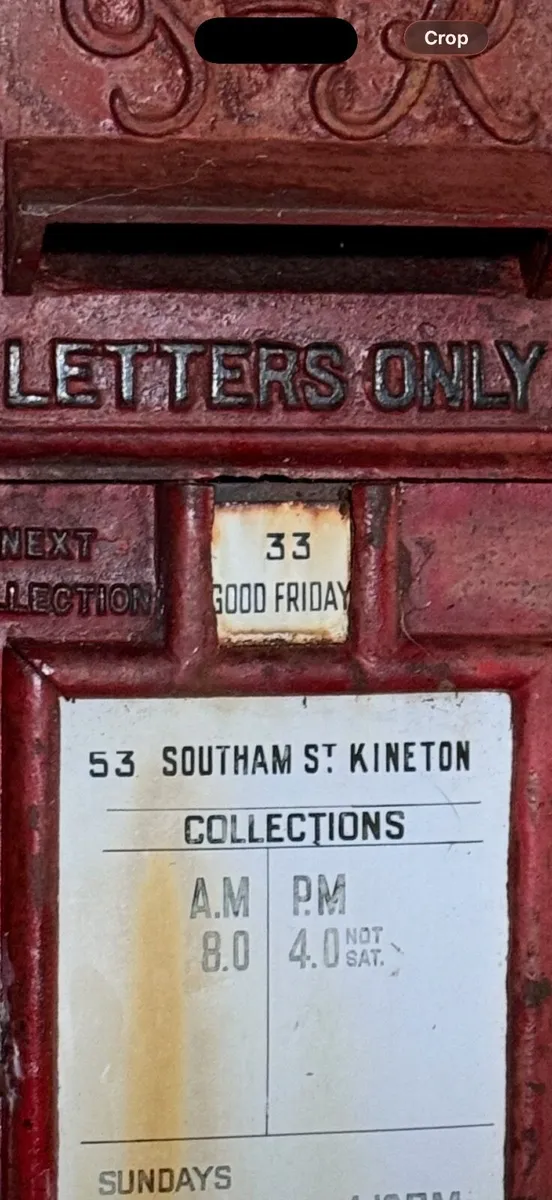 Crop
G R
LETTERS ONLY
NEXT
LLECTION
33
GOOD FRIDAY
53 SOUTHAM ST KINETON
COLLECTIONS
A.M P.M
8.0 4.0 NOT SAT.
SUNDAYS